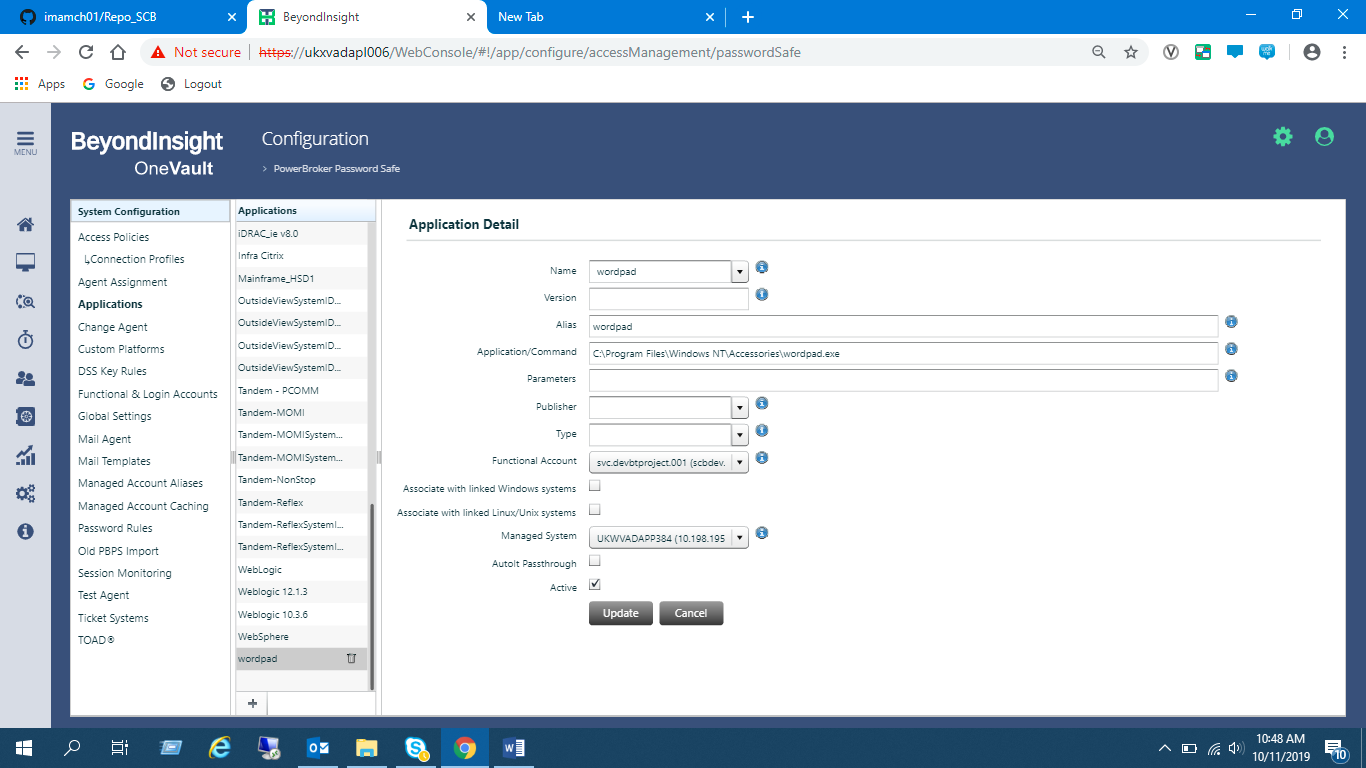 imamch01/Repo_SCB
BeyondInsight
New Tab
Not secure
https://ukxvadapl006/WebConsole/#!/app/configure/accessManagement/passwordSafe
Apps
Google
Logout
MENU
BeyondInsight
OneVault
Configuration
> PowerBroker Password Safe
System Configuration
Access Policies
↳Connection Profiles
Agent Assignment
Applications
Change Agent
Custom Platforms
DSS Key Rules
Functional & Login Accounts
Global Settings
Mail Agent
Mail Templates
Managed Account Aliases
Managed Account Caching
Password Rules
Old PBPS Import
Session Monitoring
Test Agent
Ticket Systems
TOAD®
Applications
iDRAC_ie v8.0
Infra Citrix
Mainframe_HSD1
OutsideViewSystemID...
OutsideViewSystemID...
OutsideViewSystemID...
OutsideViewSystemID...
Tandem - PCOMM
Tandem-MOMI
Tandem-MOMISystem...
Tandem-MOMISystem...
Tandem-NonStop
Tandem-Reflex
Tandem-ReflexSystemI...
Tandem-ReflexSystemI...
WebLogic
Weblogic 12.1.3
Weblogic 10.3.6
WebSphere
wordpad
Application Detail
Name
wordpad
Version
Alias
wordpad
Application/Command
C:\Program Files\Windows NT\Accessories\wordpad.exe
Parameters
Publisher
Type
Functional Account
svc.devbtproject.001 (scbdev.
Associate with linked Windows systems
Associate with linked Linux/Unix systems
Managed System
UKWVADAPP384 (10.198.195
AutoIt Passthrough
Active
Update
Cancel
10:48 AM
10/11/2019
10